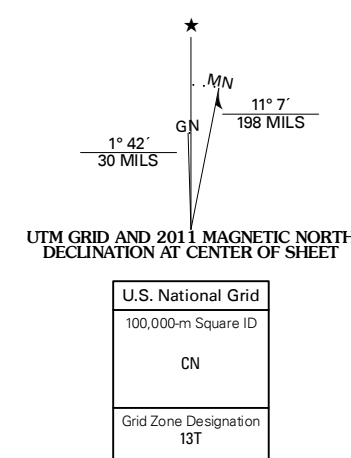 ★
MN
11° 7´
198 MILS
GN
1° 42´
30 MILS
UTM GRID AND 2011 MAGNETIC NORTH
DECLINATION AT CENTER OF SHEET
U.S. National Grid
100,000-m Square ID
CN
Grid Zone Designation
13T